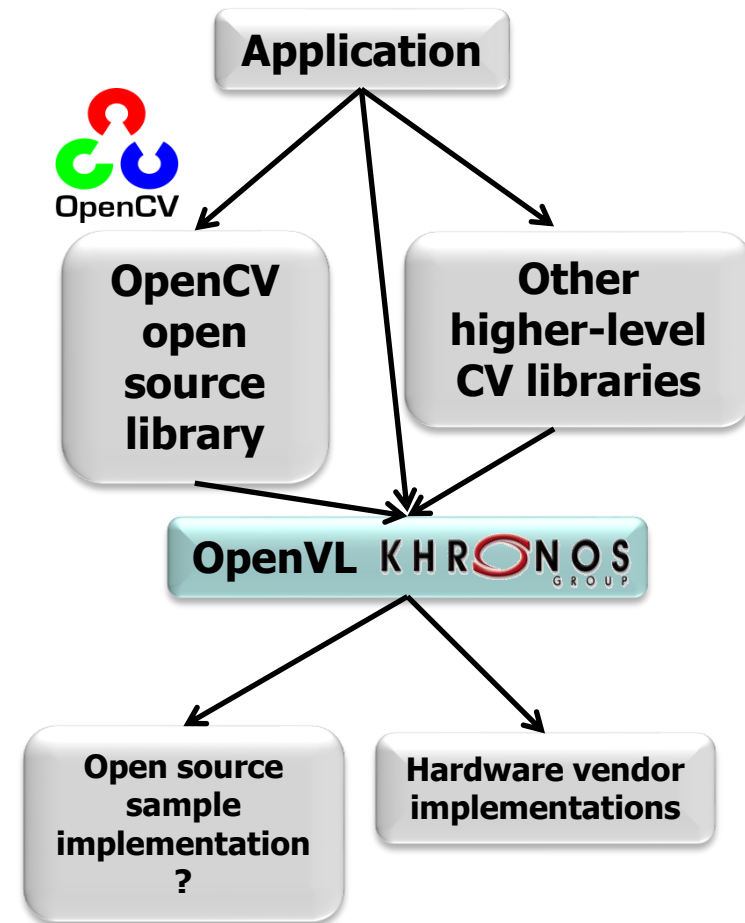 Application
OpenCV
OpenCV
open
source
library
Other
higher-level
CV libraries
OpenVL KHRONOS
GROUP
Open source
sample
implementation
?
Hardware vendor
implementations